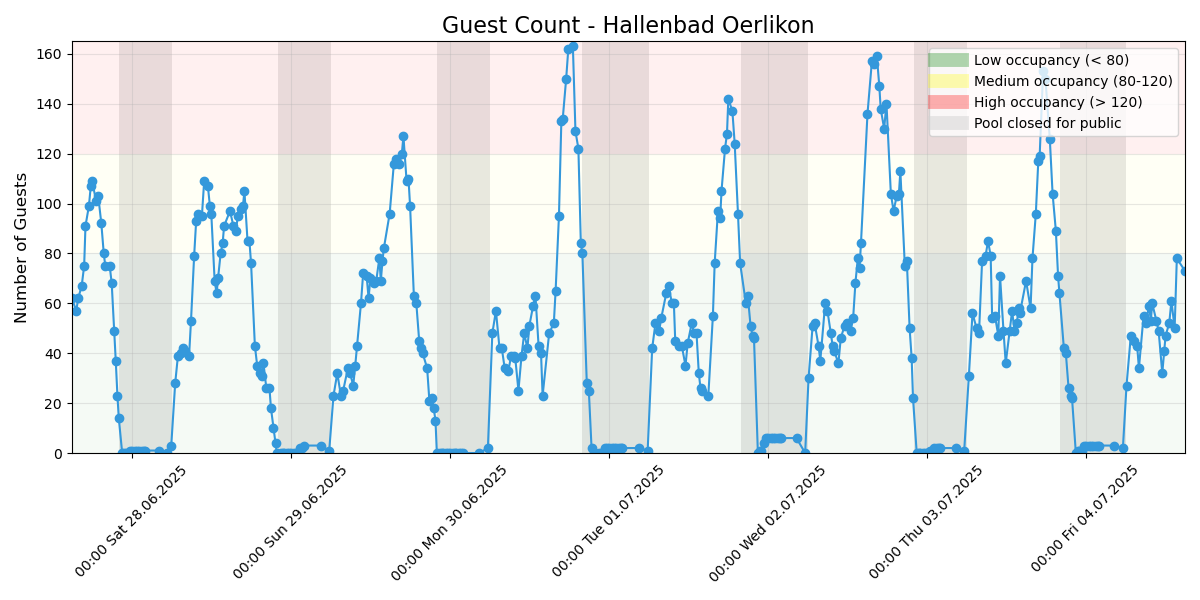 Guest Count - Hallenbad Oerlikon
Number of Guests
160
140
120
100
80
60
40
20
0
Low occupancy (< 80)
Medium occupancy (80-120)
High occupancy (> 120)
Pool closed for public
00:00 Sat 28.06.2025
00:00 Sun 29.06.2025
00:00 Mon 30.06.2025
00:00 Tue 01.07.2025
00:00 Wed 02.07.2025
00:00 Thu 03.07.2025
00:00 Fri 04.07.2025